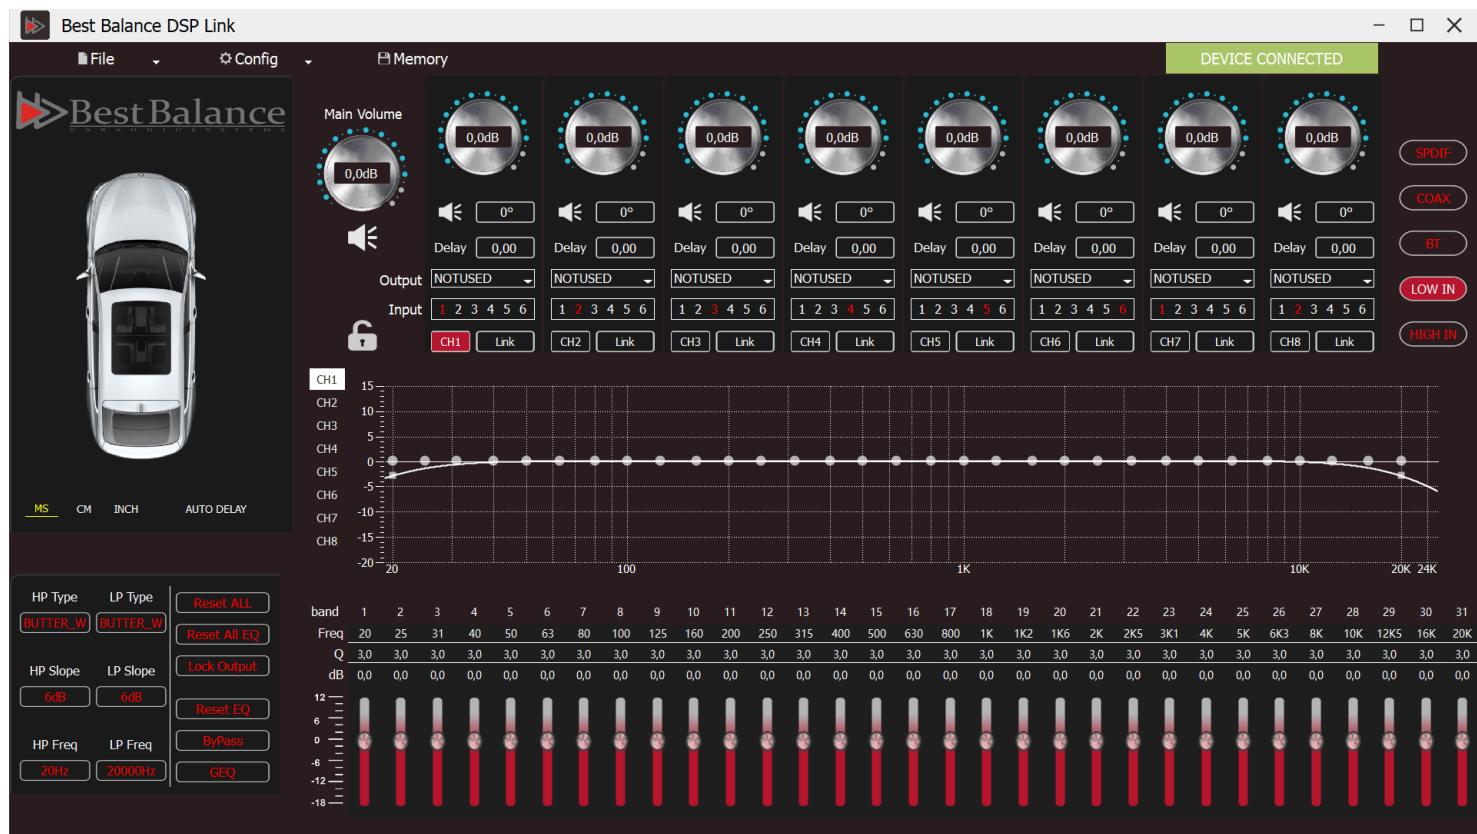 Best Balance DSP Link
File Config Memory DEVICE CONNECTED
Best Balance
CARAUDIOSYSTEMS
Main Volume
0,0dB
0,0dB 0,0dB 0,0dB 0,0dB 0,0dB 0,0dB 0,0dB 0,0dB
0° 0° 0° 0° 0° 0° 0° 0°
Delay 0,00 Delay 0,00 Delay 0,00 Delay 0,00 Delay 0,00 Delay 0,00 Delay 0,00 Delay 0,00
Output NOTUSED NOTUSED NOTUSED NOTUSED NOTUSED NOTUSED NOTUSED NOTUSED
Input 1 2 3 4 5 6 1 2 3 4 5 6 1 2 3 4 5 6 1 2 3 4 5 6 1 2 3 4 5 6 1 2 3 4 5 6 1 2 3 4 5 6 1 2 3 4 5 6
CH1 Link CH2 Link CH3 Link CH4 Link CH5 Link CH6 Link CH7 Link CH8 Link
SPDIF
COAX
BT
LOW IN
HIGH IN
CH1
CH2
CH3
CH4
CH5
CH6
CH7
CH8
15
10
5
0
-5
-10
-15
-20
20 100 1K 10K 20K 24K
MS CM INCH AUTO DELAY
HP Type LP Type
BUTTER_W BUTTER_W
HP Slope LP Slope
6dB 6dB
HP Freq LP Freq
20Hz 20000Hz
Reset ALL
Reset All EQ
Lock Output
Reset EQ
ByPass
GEQ
band 1 2 3 4 5 6 7 8 9 10 11 12 13 14 15 16 17 18 19 20 21 22 23 24 25 26 27 28 29 30 31
Freq 20 25 31 40 50 63 80 100 125 160 200 250 315 400 500 630 800 1K 1K2 1K6 2K 2K5 3K1 4K 5K 6K3 8K 10K 12K5 16K 20K
Q 3,0 3,0 3,0 3,0 3,0 3,0 3,0 3,0 3,0 3,0 3,0 3,0 3,0 3,0 3,0 3,0 3,0 3,0 3,0 3,0 3,0 3,0 3,0 3,0 3,0 3,0 3,0 3,0 3,0 3,0 3,0
dB 0,0 0,0 0,0 0,0 0,0 0,0 0,0 0,0 0,0 0,0 0,0 0,0 0,0 0,0 0,0 0,0 0,0 0,0 0,0 0,0 0,0 0,0 0,0 0,0 0,0 0,0 0,0 0,0 0,0 0,0 0,0
12
6
0
-6
-12
-18